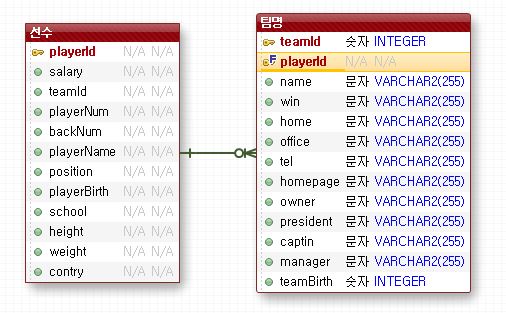 선수
playerId N/A N/A
salary N/A N/A
teamId N/A N/A
playerNum N/A N/A
backNum N/A N/A
playerName N/A N/A
position N/A N/A
playerBirth N/A N/A
school N/A N/A
height N/A N/A
weight N/A N/A
contry N/A N/A
팀명
teamId 숫자 INTEGER
playerId N/A N/A
name 문자 VARCHAR2(255)
win 문자 VARCHAR2(255)
home 문자 VARCHAR2(255)
office 문자 VARCHAR2(255)
tel 문자 VARCHAR2(255)
homepage 문자 VARCHAR2(255)
owner 문자 VARCHAR2(255)
president 문자 VARCHAR2(255)
captin 문자 VARCHAR2(255)
manager 문자 VARCHAR2(255)
teamBirth 숫자 INTEGER